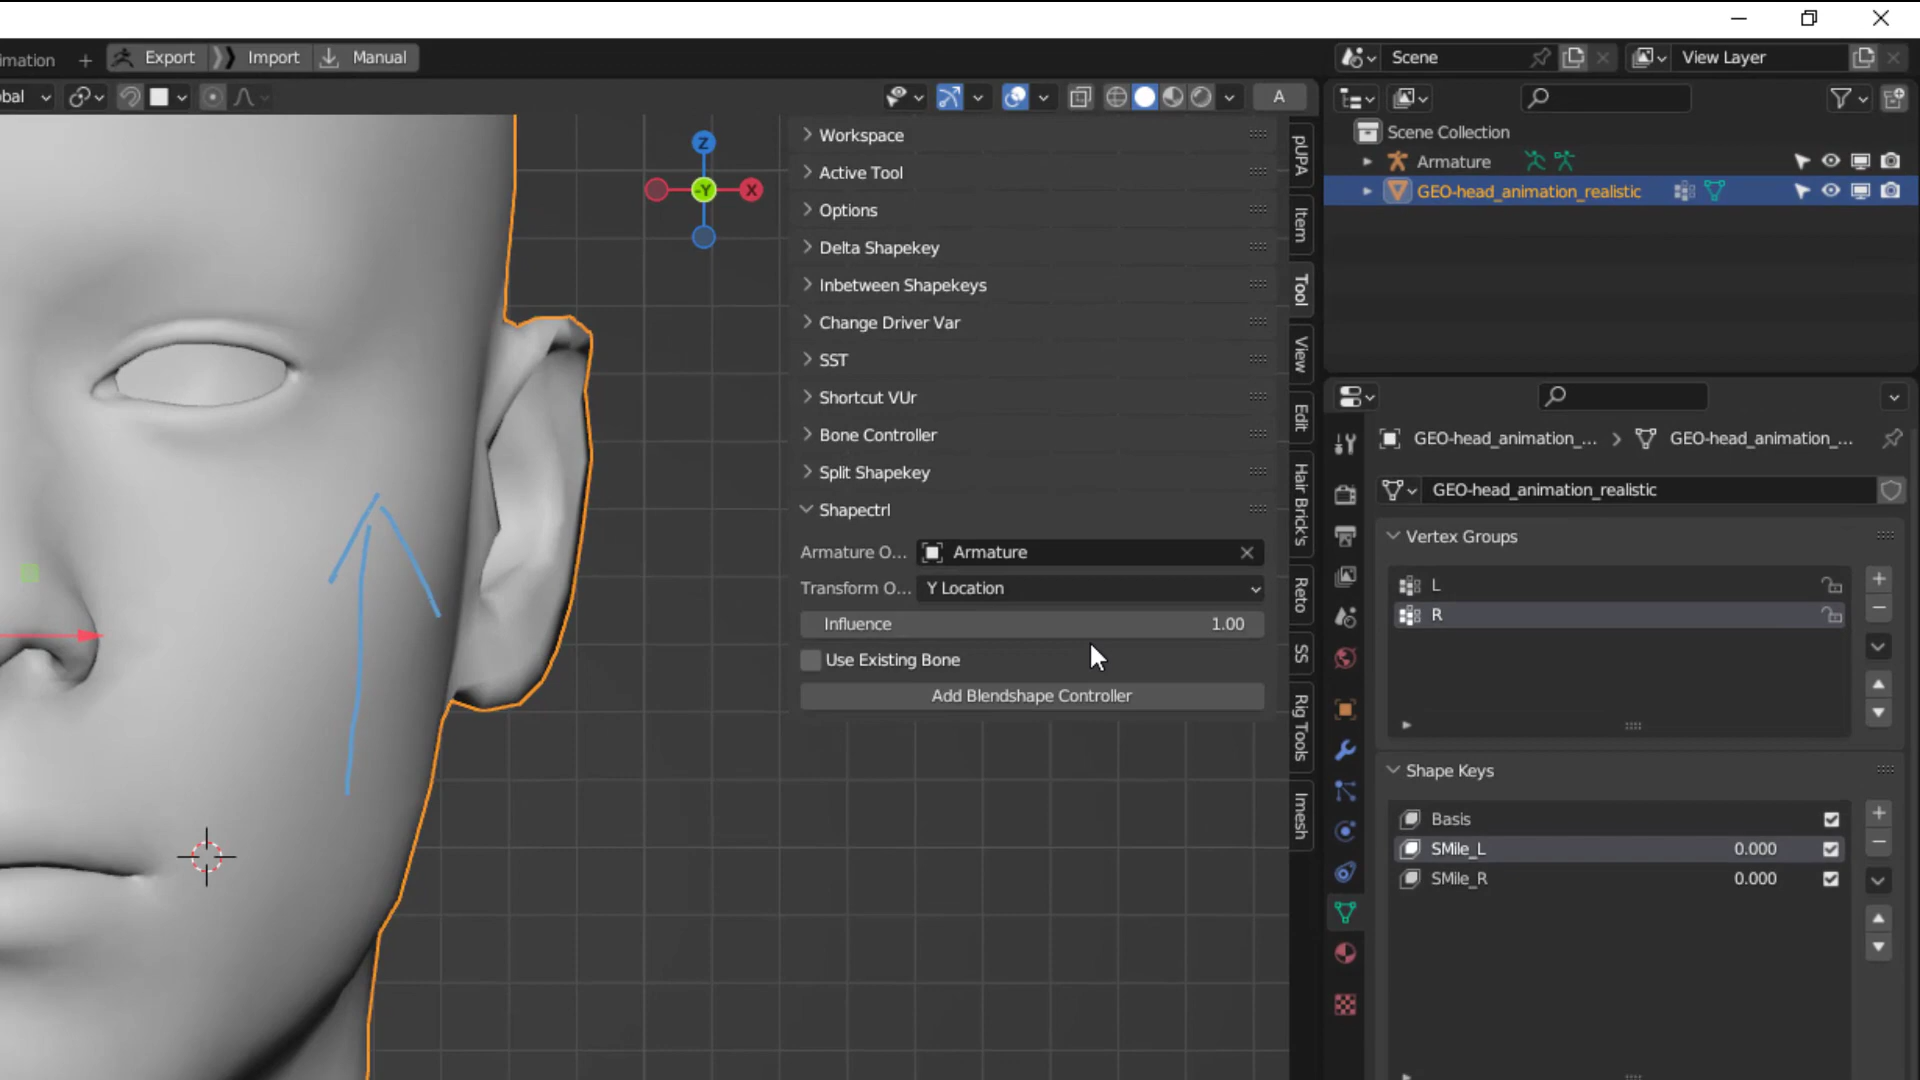 imation + Export Import Manual
Scene
View Layer
bal
A
Z
-Y
X
Workspace
Active Tool
Options
Delta Shapekey
Inbetween Shapekeys
Change Driver Var
SST
Shortcut VUr
Bone Controller
Split Shapekey
Shapectrl
Armature O... Armature
Transform O... Y Location
Influence 1.00
Use Existing Bone
Add Blendshape Controller
pUPA
Item
Tool
View
Edit
Hair Brick's
Reto
SS
Rig Tools
Imesh
Scene Collection
Armature
GEO-head_animation_realistic
GEO-head_animation_... > GEO-head_animation_...
GEO-head_animation_realistic
Vertex Groups
L
R
Shape Keys
Basis
SMile_L 0.000
SMile_R 0.000